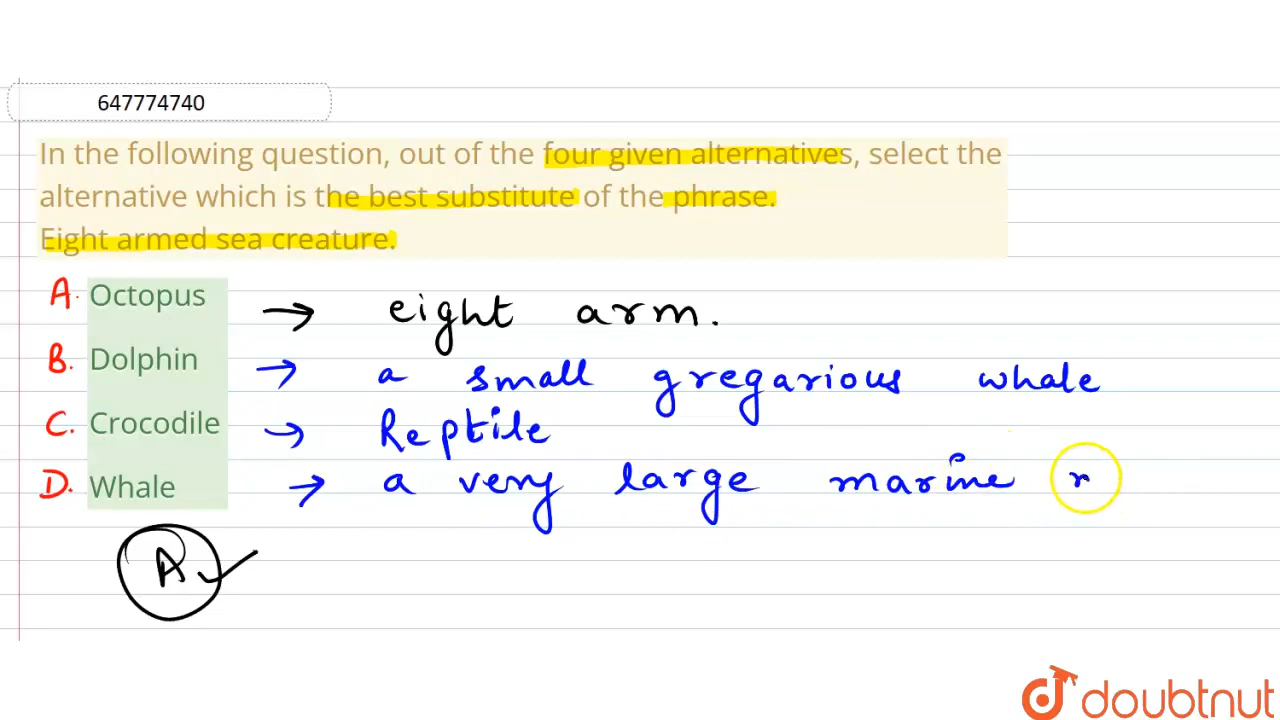 647774740
In the following question, out of the four given alternatives, select the
alternative which is the best substitute of the phrase.
Eight armed sea creature.
A. Octopus → eight arm.
B. Dolphin → a small gregarious whale
C. Crocodile → Reptile
D. Whale → a very large marine
A
doubtnut